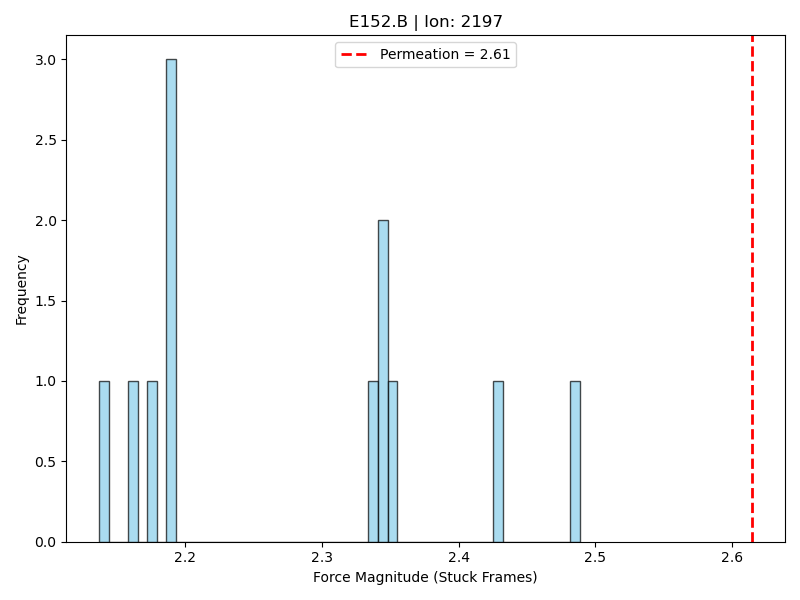 E152.B | Ion: 2197
Permeation = 2.61
3.0
2.5
2.0
1.5
1.0
0.5
0.0
Frequency
2.2 2.3 2.4 2.5 2.6
Force Magnitude (Stuck Frames)